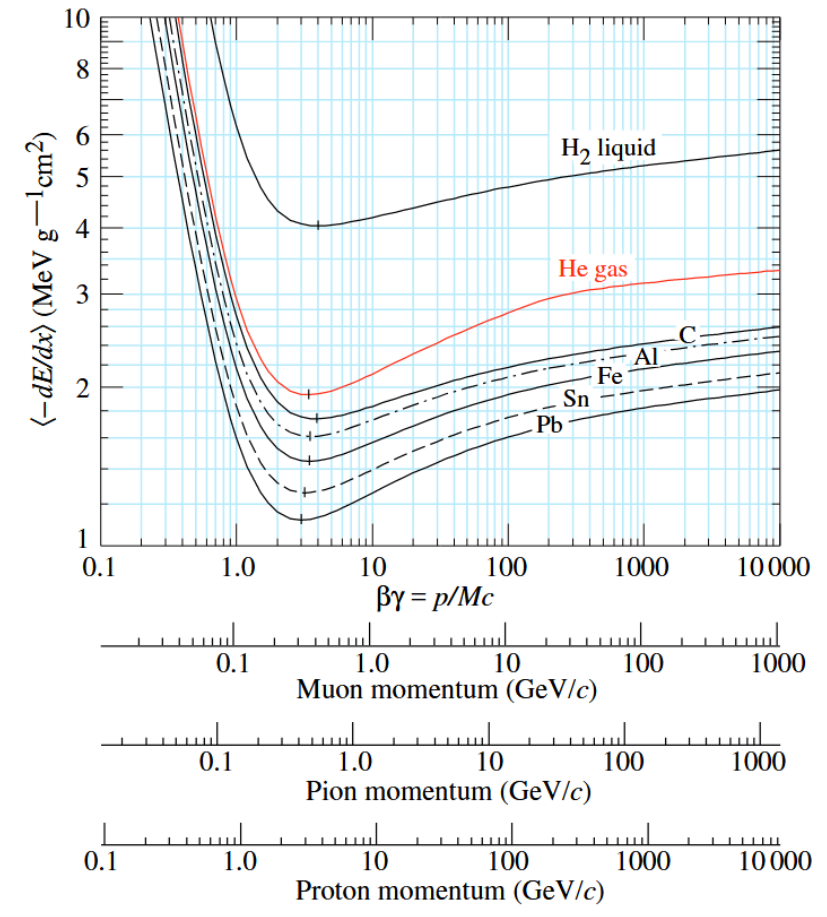 10
8
6
5
4
3
2
1
⟨–dE/dx⟩ (MeV g—1cm2)
H2 liquid
He gas
C
Al
Fe
Sn
Pb
0.1 1.0 10 100 1000 10 000
βγ = p/Mc
0.1 1.0 10 100 1000
Muon momentum (GeV/c)
0.1 1.0 10 100 1000
Pion momentum (GeV/c)
0.1 1.0 10 100 1000 10 000
Proton momentum (GeV/c)